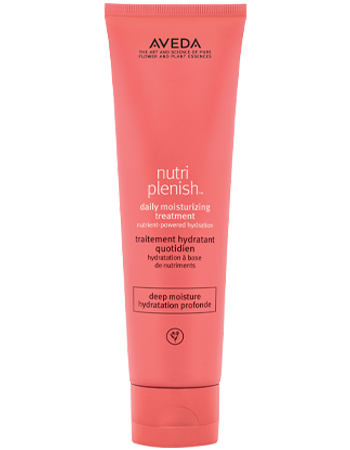 AVEDA
THE ART AND SCIENCE OF PURE
FLOWER AND PLANT ESSENCES
nutri
plenish™
daily moisturizing
treatment
nutrient-powered hydration
traitement hydratant
quotidien
hydratation à base
de nutriments
deep moisture
hydratation profonde